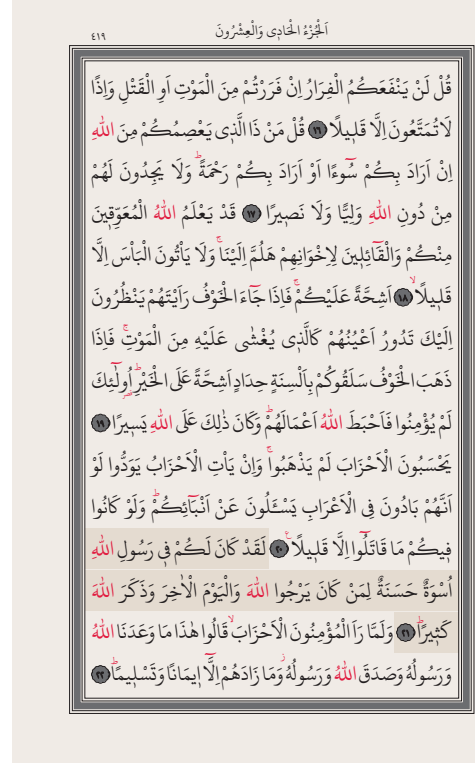 اَلْجُزْءُ الْحَادِى وَالْعِشْرُونَ
٤١٩
قُلْ لَنْ يَنْفَعَكُمُ الْفِرَارُ اِنْ فَرَرْتُمْ مِنَ الْمَوْتِ اَوِ الْقَتْلِ وَاِذًا
لَا تُمَتَّعُونَ اِلَّا قَلٖيلًا ﴿١٦﴾ قُلْ مَنْ ذَا الَّذٖى يَعْصِمُكُمْ مِنَ اللّٰهِ
اِنْ اَرَادَ بِكُمْ سُٓوءًا اَوْ اَرَادَ بِكُمْ رَحْمَةًؕ وَلَا يَجِدُونَ لَهُمْ
مِنْ دُونِ اللّٰهِ وَلِيًّا وَلَا نَصٖيرًا ﴿١٧﴾ قَدْ يَعْلَمُ اللّٰهُ الْمُعَوِّقٖينَ
مِنْكُمْ وَالْقَٓائِلٖينَ لِاِخْوَانِهِمْ هَلُمَّ اِلَيْنَاۚ وَلَا يَاْتُونَ الْبَاْسَ اِلَّا
قَلٖيلًاۙ ﴿١٨﴾ اَشِحَّةً عَلَيْكُمْۚ فَاِذَا جَٓاءَ الْخَوْفُ رَاَيْتَهُمْ يَنْظُرُونَ
اِلَيْكَ تَدُورُ اَعْيُنُهُمْ كَالَّذٖى يُغْشٰى عَلَيْهِ مِنَ الْمَوْتِۚ فَاِذَا
ذَهَبَ الْخَوْفُ سَلَقُوكُمْ بِاَلْسِنَةٍ حِدَادٍ اَشِحَّةً عَلَى الْخَيْرِؕ اُو۬لٰٓئِكَ
لَمْ يُؤْمِنُوا فَاَحْبَطَ اللّٰهُ اَعْمَالَهُمْؕ وَكَانَ ذٰلِكَ عَلَى اللّٰهِ يَسٖيرًا ﴿١٩﴾
يَحْسَبُونَ الْاَحْزَابَ لَمْ يَذْهَبُواۚ وَاِنْ يَاْتِ الْاَحْزَابُ يَوَدُّوا لَوْ
اَنَّهُمْ بَادُونَ فِى الْاَعْرَابِ يَسْـَٔلُونَ عَنْ اَنْبَٓائِكُمْؕ وَلَوْ كَانُوا
فٖيكُمْ مَا قَاتَلُٓوا اِلَّا قَلٖيلًاࣖ ﴿٢٠﴾ لَقَدْ كَانَ لَكُمْ فٖى رَسُولِ اللّٰهِ
اُسْوَةٌ حَسَنَةٌ لِمَنْ كَانَ يَرْجُوا اللّٰهَ وَالْيَوْمَ الْاٰخِرَ وَذَكَرَ اللّٰهَ
كَثٖيرًاؕ ﴿٢١﴾ وَلَمَّا رَاَ الْمُؤْمِنُونَ الْاَحْزَابَۙ قَالُوا هٰذَا مَا وَعَدَنَا اللّٰهُ
وَرَسُولُهُ وَصَدَقَ اللّٰهُ وَرَسُولُهُؗ وَمَا زَادَهُمْ اِلَّٓا اٖيمَانًا وَتَسْلٖيمًاؕ ﴿٢٢﴾